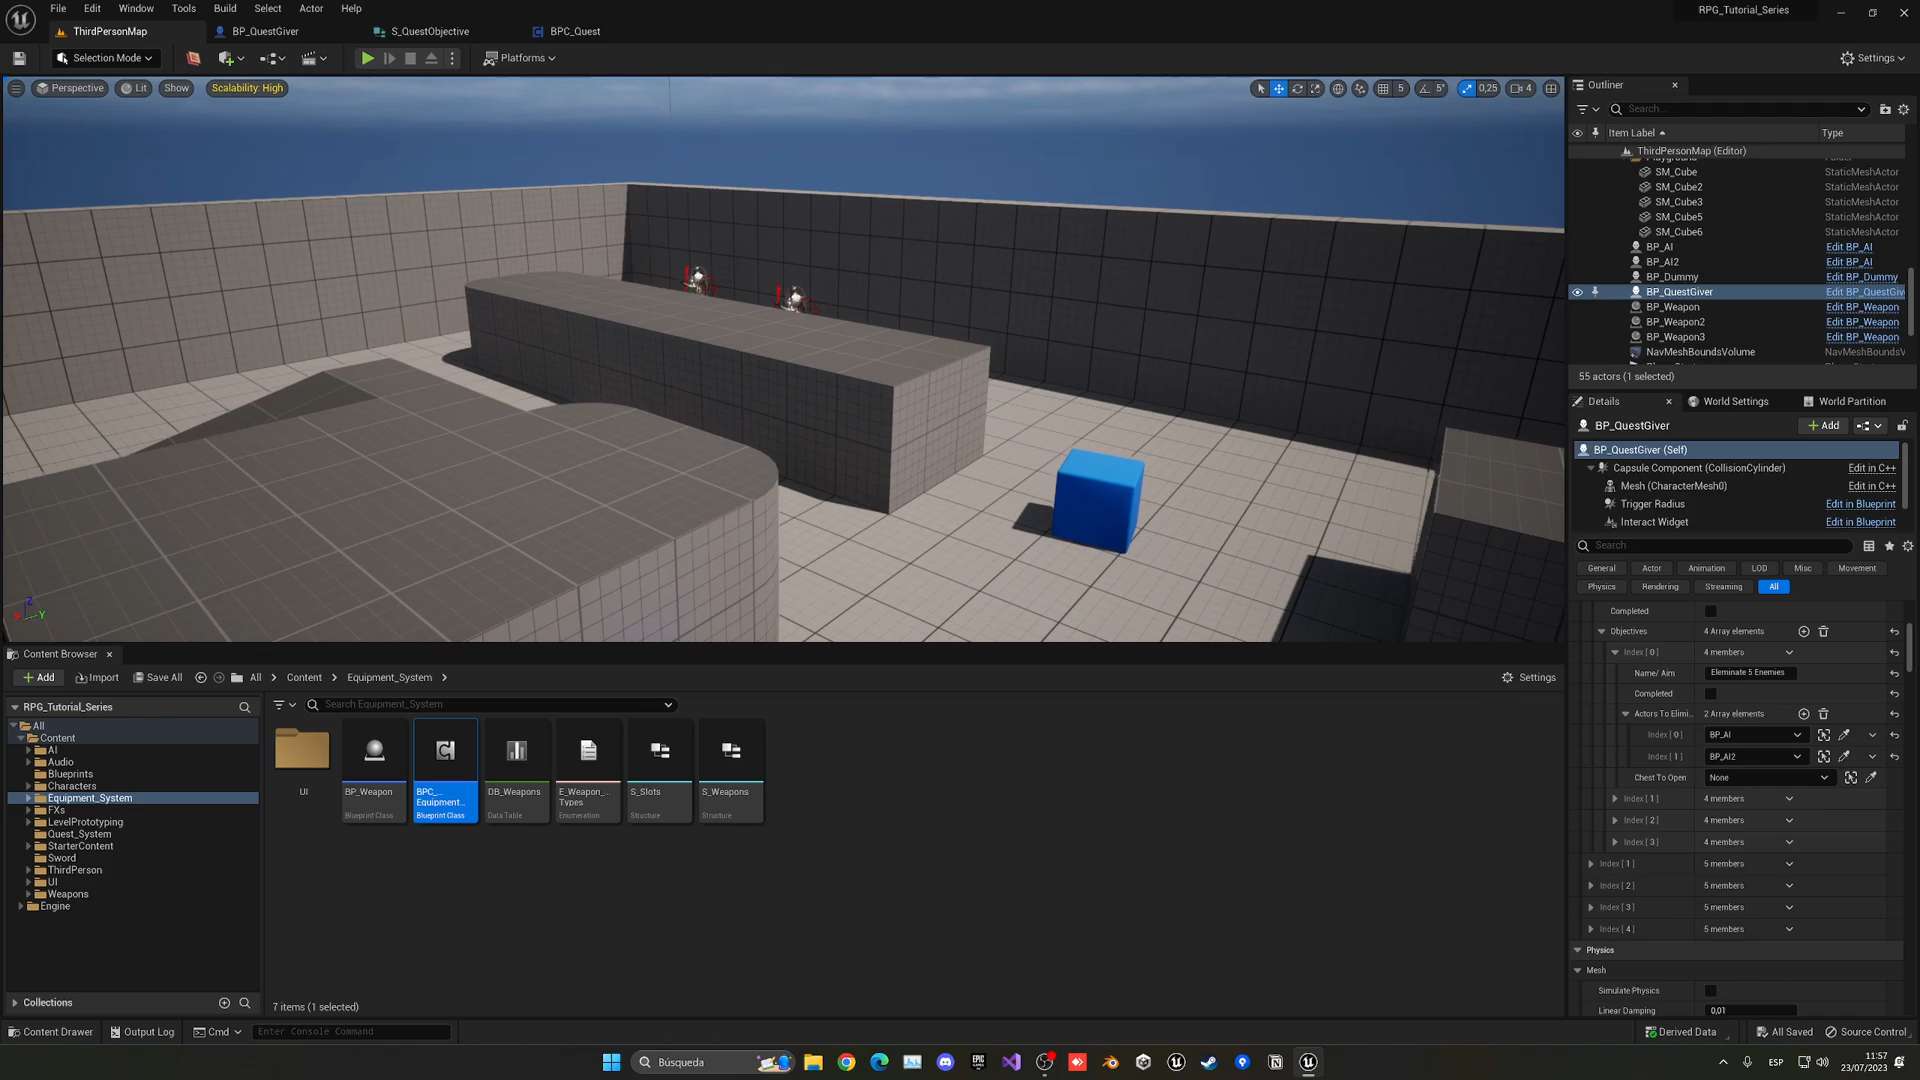 File Edit Window Tools Build Select Actor Help
RPG_Tutorial_Series
ThirdPersonMap
BP_QuestGiver
S_QuestObjective
BPC_Quest
Selection Mode
Platforms
Settings
Perspective
Lit
Show
Scalability: High
5
5°
0,25
4
Z
Y
Outliner
Search...
Item Label
Type
ThirdPersonMap (Editor)
SM_Cube StaticMeshActor
SM_Cube2 StaticMeshActor
SM_Cube3 StaticMeshActor
SM_Cube5 StaticMeshActor
SM_Cube6 StaticMeshActor
BP_AI Edit BP_AI
BP_AI2 Edit BP_AI
BP_Dummy Edit BP_Dummy
BP_QuestGiver Edit BP_QuestGiv
BP_Weapon Edit BP_Weapon
BP_Weapon2 Edit BP_Weapon
BP_Weapon3 Edit BP_Weapon
NavMeshBoundsVolume NavMeshBoundsV
55 actors (1 selected)
Details
World Settings
World Partition
BP_QuestGiver
Add
BP_QuestGiver (Self)
Capsule Component (CollisionCylinder) Edit in C++
Mesh (CharacterMesh0) Edit in C++
Trigger Radius Edit in Blueprint
Interact Widget Edit in Blueprint
Search
General Actor Animation LOD Misc Movement
Physics Rendering Streaming All
Completed
Objectives 4 Array elements
Index [ 0 ] 4 members
Name/ Aim Eleminate 5 Enemies
Completed
Actors To Elimi... 2 Array elements
Index [ 0 ] BP_AI
Index [ 1 ] BP_AI2
Chest To Open None
Index [ 1 ] 4 members
Index [ 2 ] 4 members
Index [ 3 ] 4 members
Index [ 1 ] 5 members
Index [ 2 ] 5 members
Index [ 3 ] 5 members
Index [ 4 ] 5 members
Physics
Mesh
Simulate Physics
Linear Damping 0,01
Content Browser
Add Import Save All All Content Equipment_System
Settings
RPG_Tutorial_Series
Search Equipment_System
All
Content
AI
Audio
Blueprints
Characters
Equipment_System
FXs
LevelPrototyping
Quest_System
StarterContent
Sword
ThirdPerson
UI
Weapons
Engine
UI
BP_Weapon
Blueprint Class
BPC_...
Equipment...
Blueprint Class
DB_Weapons
Data Table
E_Weapon_...
Types
Enumeration
S_Slots
Structure
S_Weapons
Structure
Collections
7 items (1 selected)
Content Drawer Output Log Cmd Enter Console Command
Derived Data All Saved Source Control
Búsqueda
EPIC
GAMES
ESP
11:57
23/07/2023